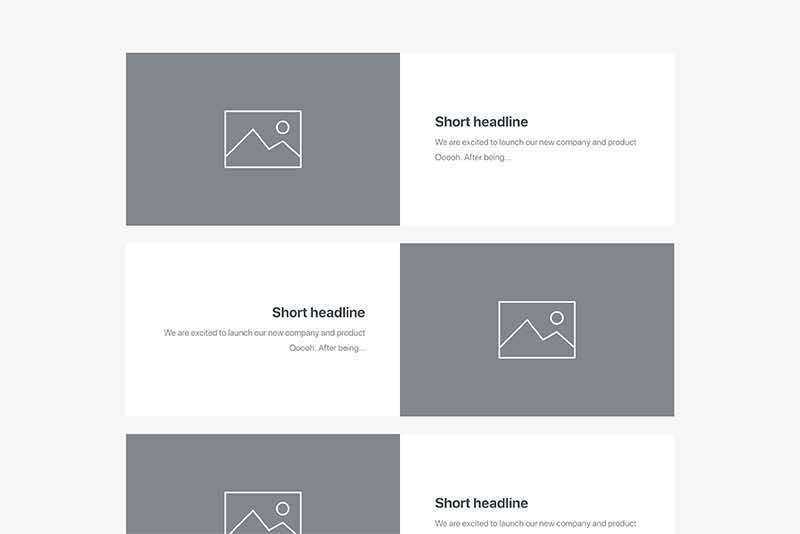 Short headline
We are excited to launch our new company and product
Ooooh. After being...
Short headline
We are excited to launch our new company and product
Ooooh. After being...
Short headline
We are excited to launch our new company and product